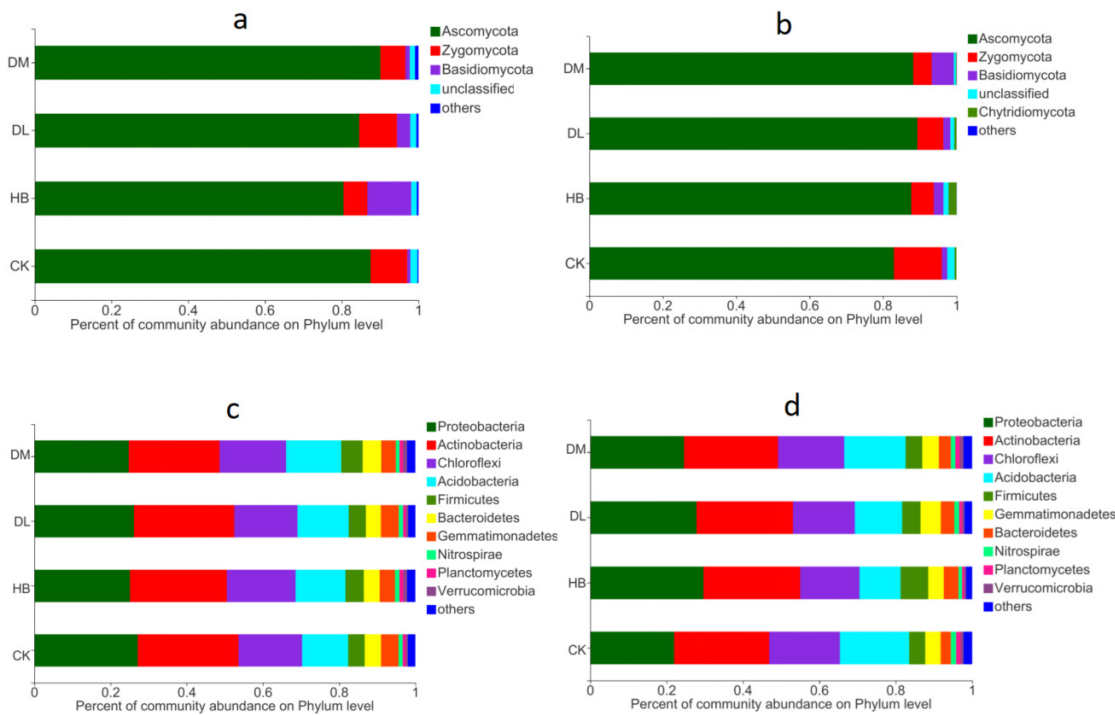 a
Ascomycota
Zygomycota
Basidiomycota
unclassified
others
DM
DL
HB
CK
0 0.2 0.4 0.6 0.8 1
Percent of community abundance on Phylum level
b
Ascomycota
Zygomycota
Basidiomycota
unclassified
Chytridiomycota
others
DM
DL
HB
CK
0 0.2 0.4 0.6 0.8 1
Percent of community abundance on Phylum level
c
Proteobacteria
Actinobacteria
Chloroflexi
Acidobacteria
Firmicutes
Bacteroidetes
Gemmatimonadetes
Nitrospirae
Planctomycetes
Verrucomicrobia
others
DM
DL
HB
CK
0 0.2 0.4 0.6 0.8 1
Percent of community abundance on Phylum level
d
Proteobacteria
Actinobacteria
Chloroflexi
Acidobacteria
Firmicutes
Gemmatimonadetes
Bacteroidetes
Nitrospirae
Planctomycetes
Verrucomicrobia
others
DM
DL
HB
CK
0 0.2 0.4 0.6 0.8 1
Percent of community abundance on Phylum level